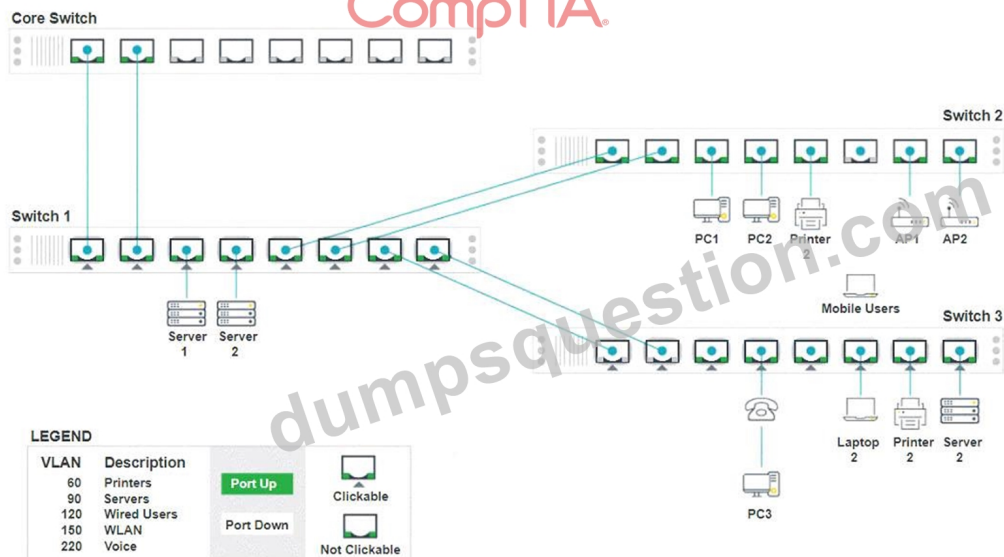 CompTIA.
Core Switch
Switch 2
PC1
PC2
Printer
2
AP1
AP2
Switch 1
Server
1
Server
2
Mobile Users
Switch 3
Laptop
2
Printer
2
Server
2
PC3
dumpsquestion.com
LEGEND
VLAN Description
60 Printers
90 Servers
120 Wired Users
150 WLAN
220 Voice
Port Up
Port Down
Clickable
Not Clickable